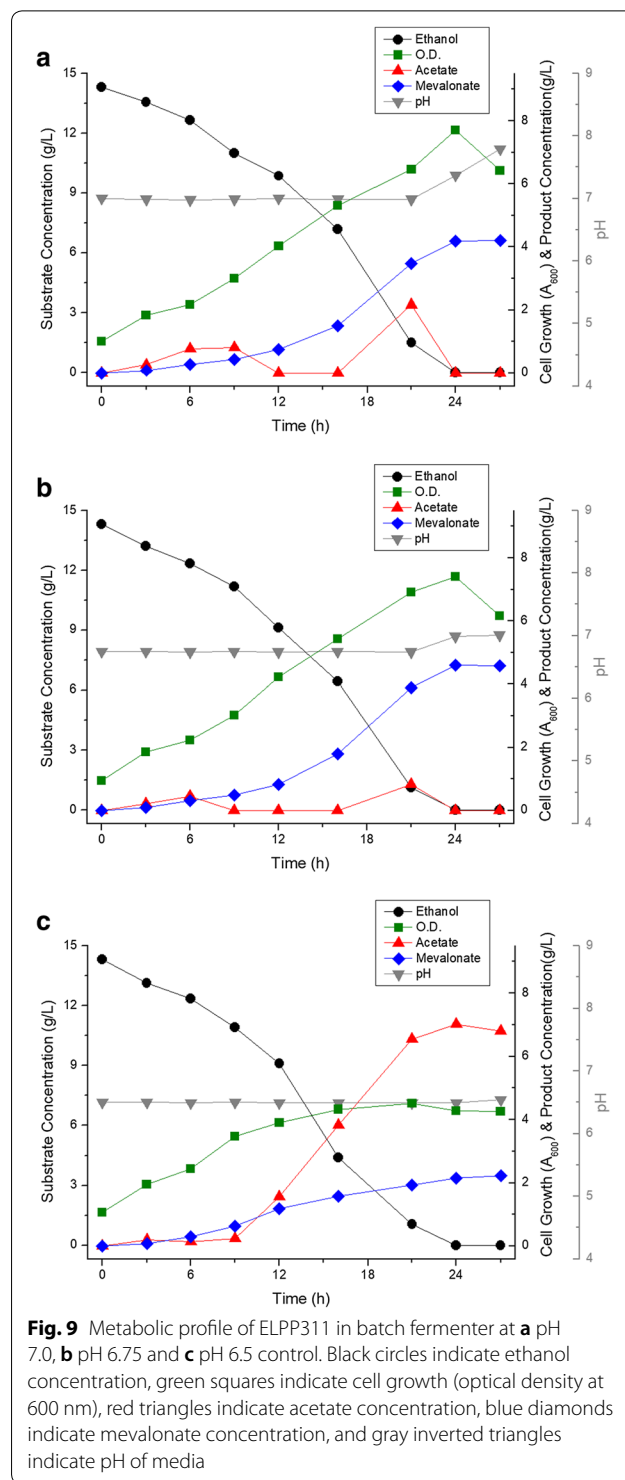 a
Ethanol
O.D.
Acetate
Mevalonate
pH
15
12
9
6
3
0
Substrate Concentration (g/L)
8
6
4
2
0
Cell Growth (A600) & Product Concentration(g/L)
9
8
7
6
5
4
pH
0 6 12 18 24
Time (h)
b
Ethanol
O.D.
Acetate
Mevalonate
pH
15
12
9
6
3
0
Substrate Concentration (g/L)
8
6
4
2
0
Cell Growth (A600) & Product Concentration(g/L)
9
8
7
6
5
4
pH
0 6 12 18 24
Time (h)
c
Ethanol
O.D.
Acetate
Mevalonate
pH
15
12
9
6
3
0
Substrate Concentration (g/L)
8
6
4
2
0
Cell Growth (A600) & Product Concentration(g/L)
9
8
7
6
5
4
pH
0 6 12 18 24
Time (h)
Fig. 9 Metabolic profile of ELPP311 in batch fermenter at a pH
7.0, b pH 6.75 and c pH 6.5 control. Black circles indicate ethanol
concentration, green squares indicate cell growth (optical density at
600 nm), red triangles indicate acetate concentration, blue diamonds
indicate mevalonate concentration, and gray inverted triangles
indicate pH of media